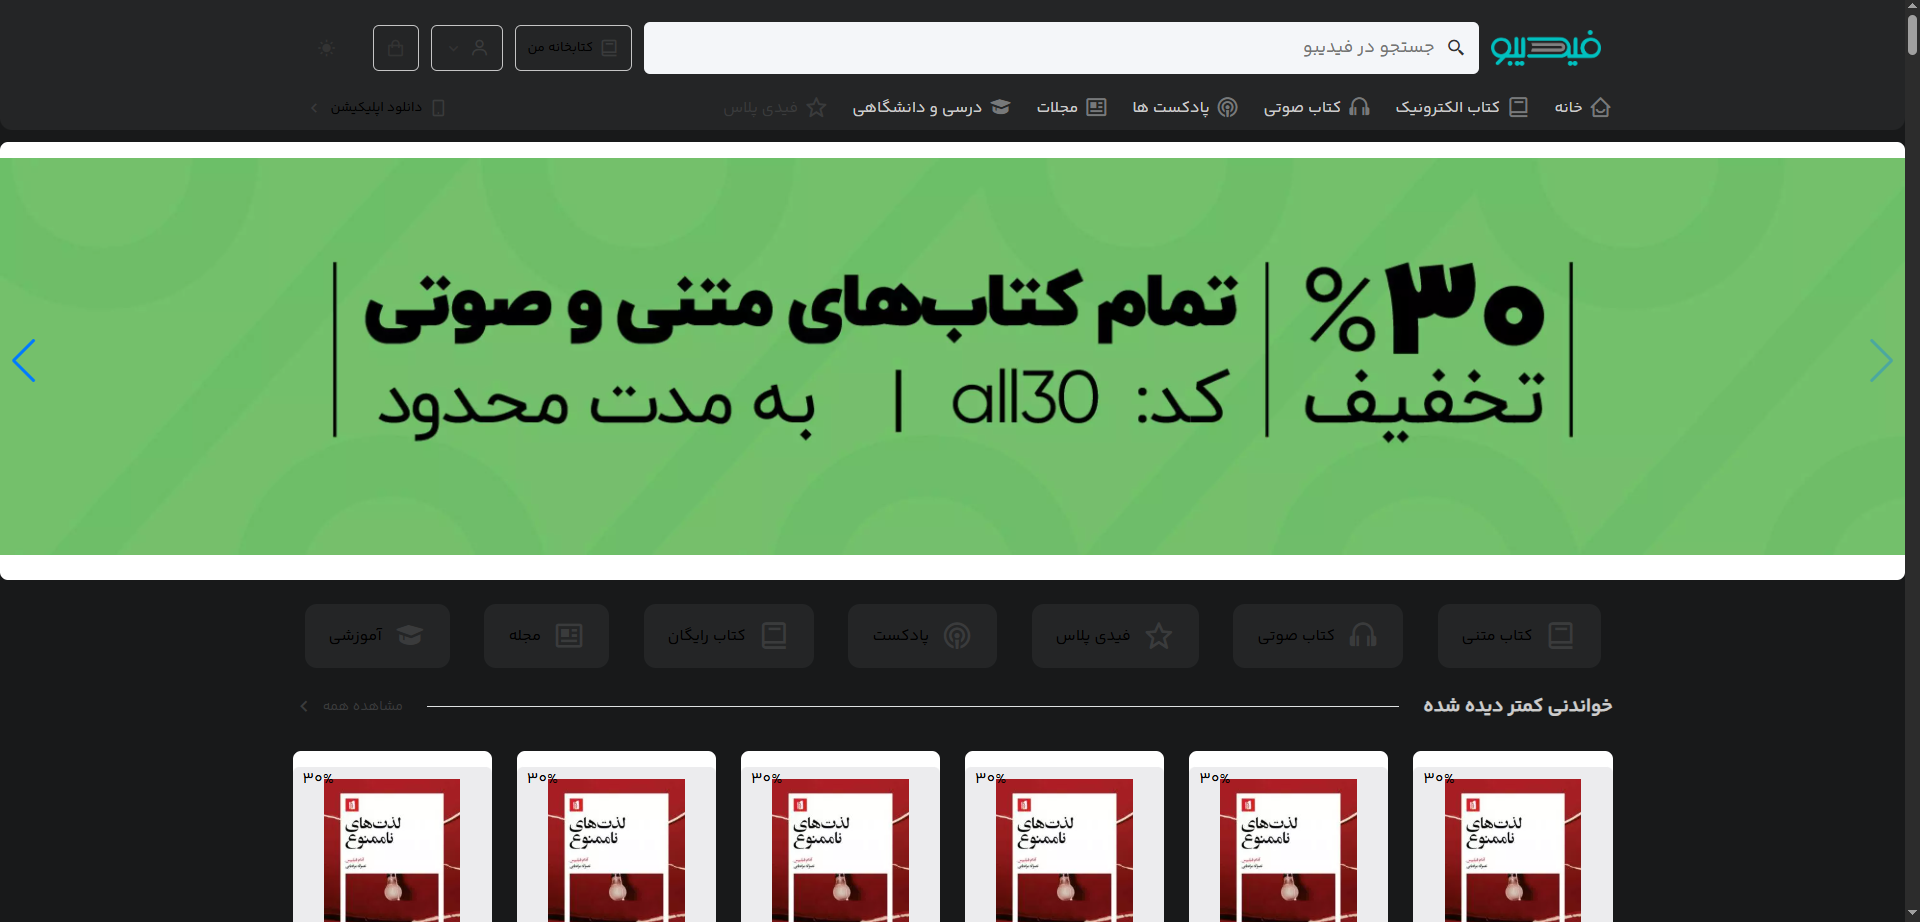 فیدیبو
جستجو در فیدیبو
کتابخانه من
خانه
کتاب الکترونیک
کتاب صوتی
پادکست ها
مجلات
درسی و دانشگاهی
فیدی پلاس
دانلود اپلیکیشن
۳۰% تمام کتاب‌های متنی و صوتی
تخفیف کد: all30 | به مدت محدود
کتاب متنی
کتاب صوتی
فیدی پلاس
پادکست
کتاب رایگان
مجله
آموزشی
خواندنی کمتر دیده شده
مشاهده همه
۳۰%
۳۰%
۳۰%
۳۰%
۳۰%
۳۰%
لذت‌های
ناممنوع
لذت‌های
ناممنوع
لذت‌های
ناممنوع
لذت‌های
ناممنوع
لذت‌های
ناممنوع
لذت‌های
ناممنوع